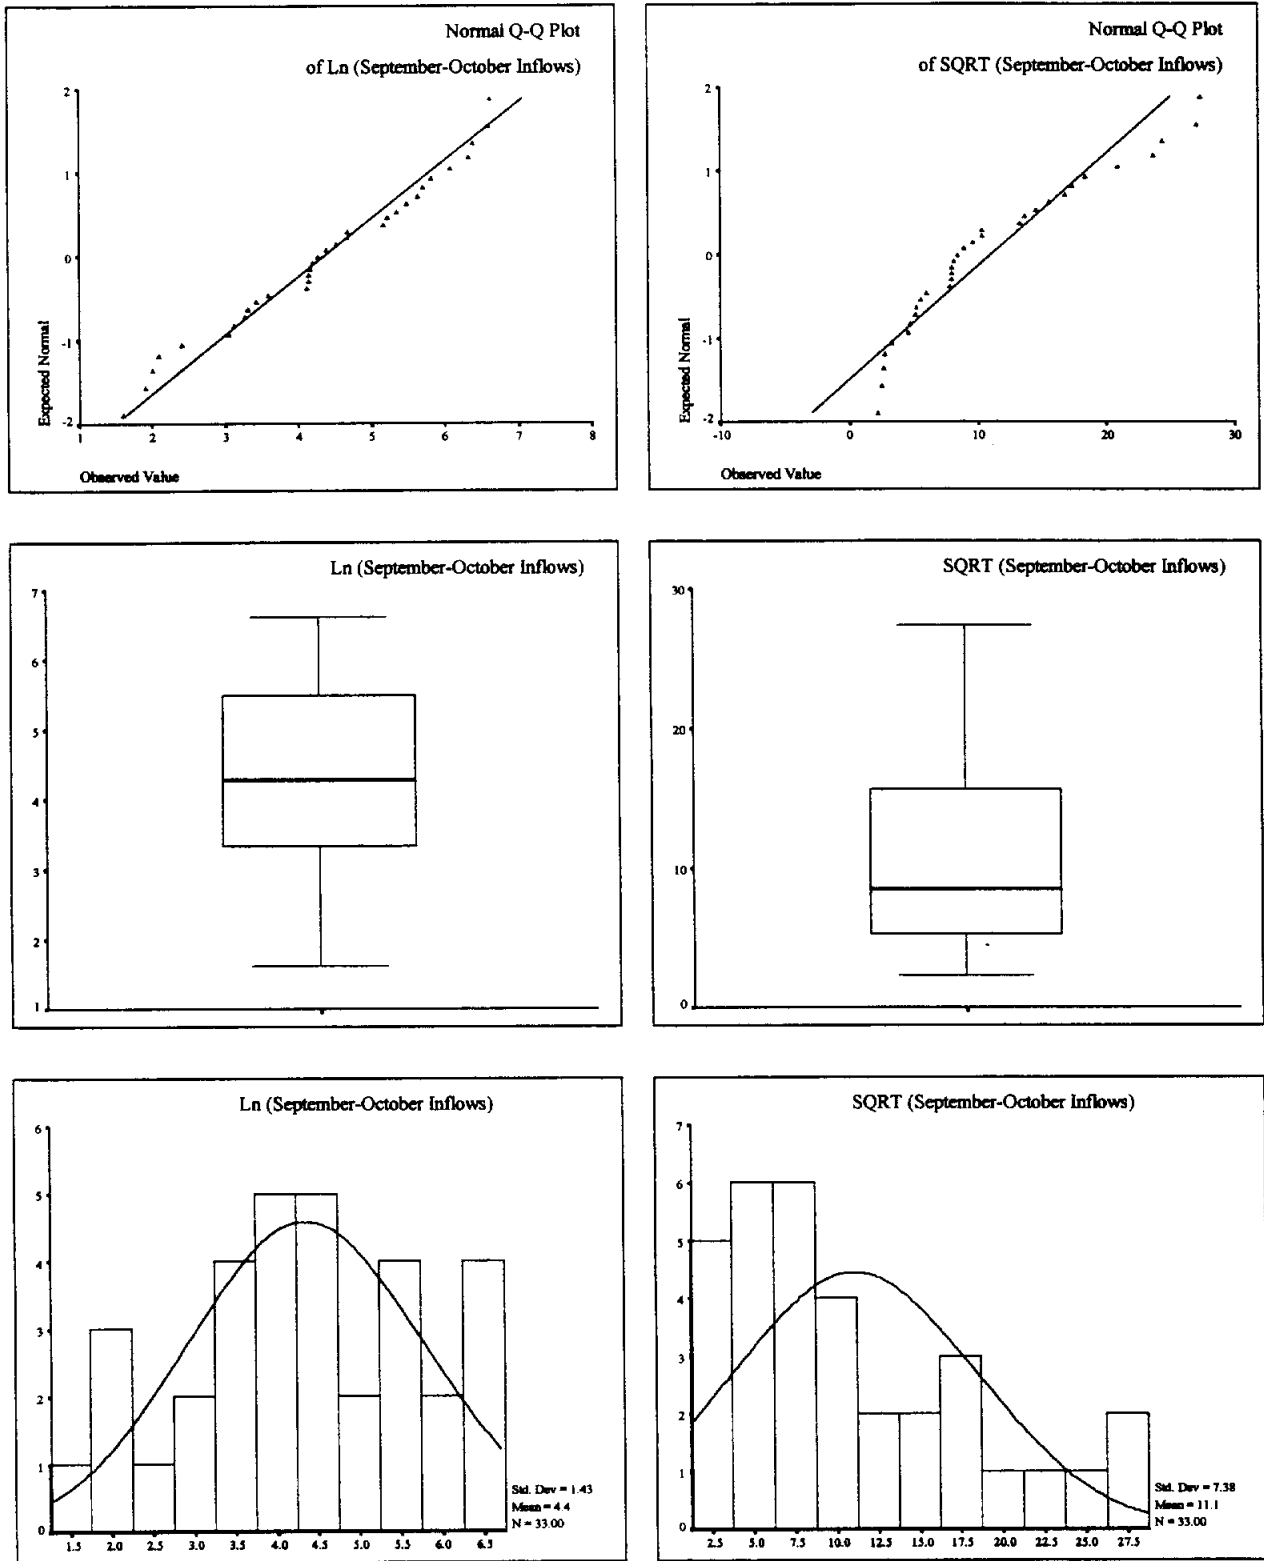 Normal Q-Q Plot
of Ln (September-October Inflows)
2
1
0
-1
-2
Expected Normal
1 2 3 4 5 6 7 8
Observed Value
Normal Q-Q Plot
of SQRT (September-October Inflows)
2
1
0
-1
-2
Expected Normal
-10 0 10 20 30
Observed Value
Ln (September-October Inflows)
7
6
5
4
3
2
1
SQRT (September-October Inflows)
30
20
10
0
Ln (September-October Inflows)
6
5
4
3
2
1
0
1.5 2.0 2.5 3.0 3.5 4.0 4.5 5.0 5.5 6.0 6.5
Std. Dev = 1.43
Mean = 4.4
N = 33.00
SQRT (September-October Inflows)
7
6
5
4
3
2
1
0
2.5 5.0 7.5 10.0 12.5 15.0 17.5 20.0 22.5 25.0 27.5
Std. Dev = 7.38
Mean = 11.1
N = 33.00